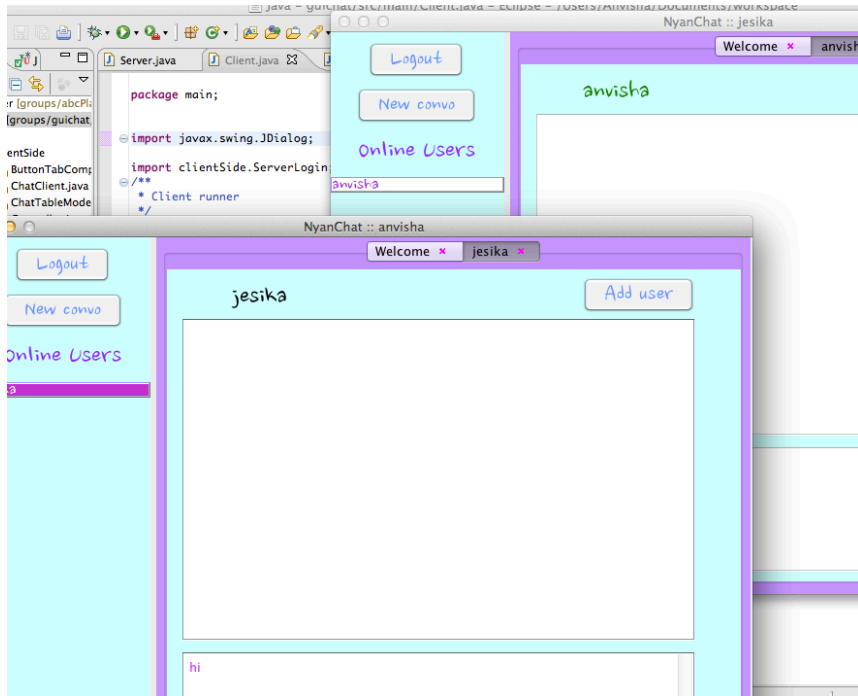 java - guichat/src/main/Client.java - Eclipse - /Users/Anvisha/Documents/workspace
NyanChat :: jesika
Logout
New convo
Online Users
anvisha
Welcome
anvish
anvisha
Server.java
Client.java
[groups/abcPl
[groups/guichat
entSide
ButtonTabComp
ChatClient.java
ChatTableMode
package main;
import javax.swing.JDialog;
import clientSide.ServerLogin
/**
* Client runner
*/
NyanChat :: anvisha
Logout
New convo
Online Users
Welcome
jesika
jesika
Add user
hi